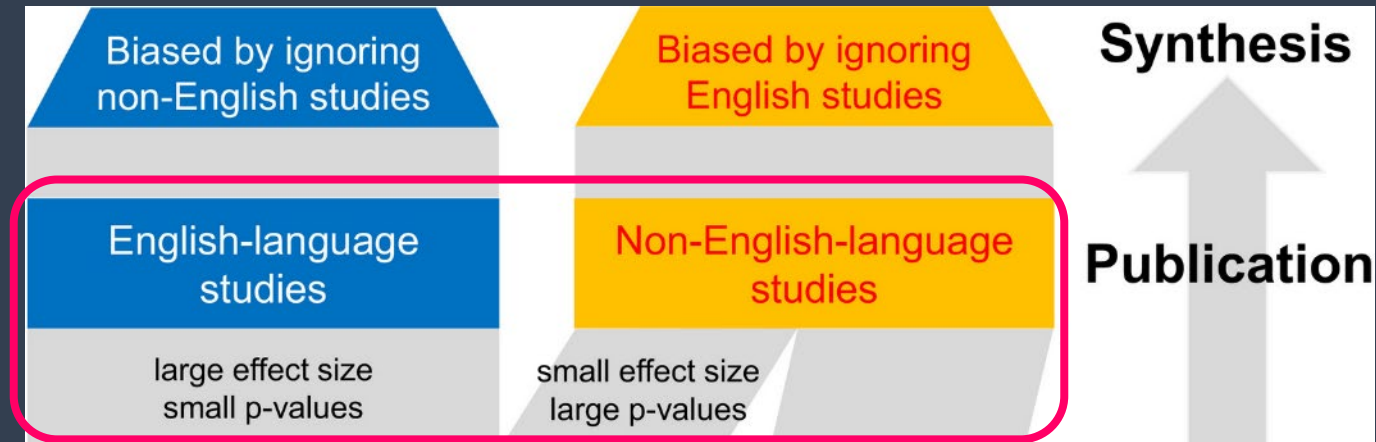 Biased by ignoring
non-English studies
Biased by ignoring
English studies
Synthesis
English-language
studies
Non-English-language
studies
Publication
large effect size
small p-values
small effect size
large p-values